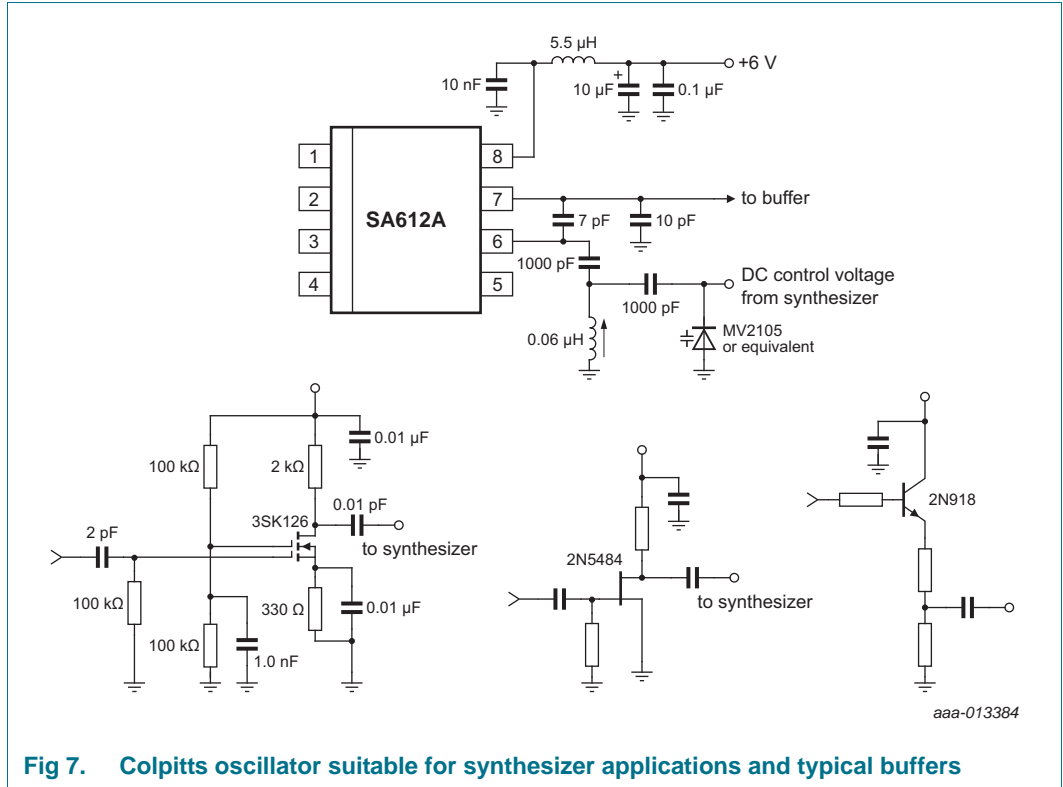 5.5 µH
+6 V
10 nF
+
10 µF
0.1 µF
1
8
2
7
to buffer
SA612A
7 pF
10 pF
3
6
1000 pF
4
5
DC control voltage
from synthesizer
1000 pF
0.06 µH
MV2105
or equivalent
0.01 µF
100 kΩ
2 kΩ
0.01 pF
3SK126
to synthesizer
2 pF
100 kΩ
330 Ω
0.01 µF
100 kΩ
1.0 nF
2N5484
to synthesizer
2N918
aaa-013384
Fig 7. Colpitts oscillator suitable for synthesizer applications and typical buffers